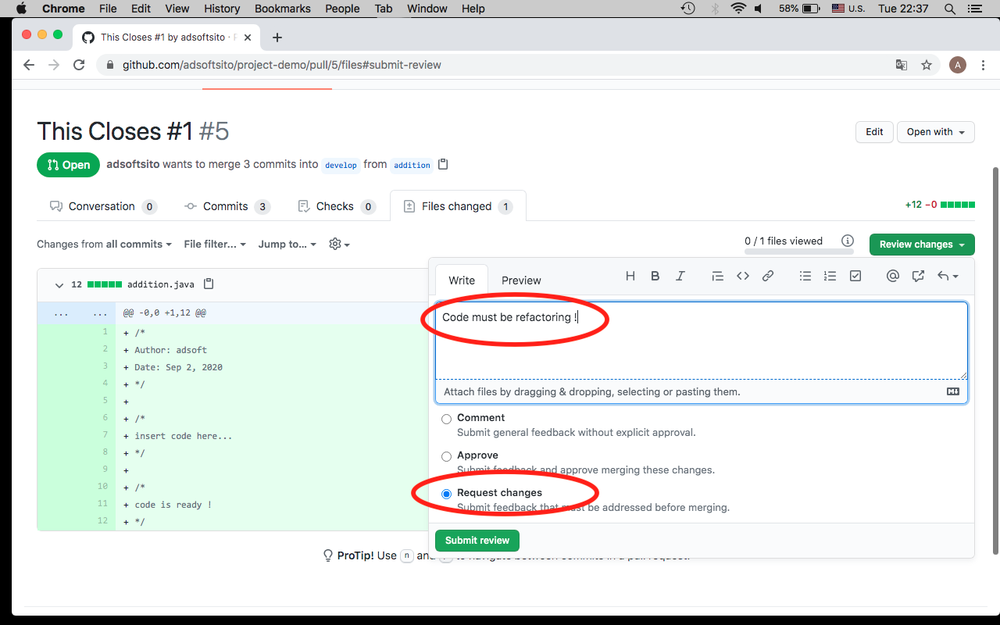 Chrome File Edit View History Bookmarks People Tab Window Help 58% U.S. Tue 22:37
This Closes #1 by adsoftsito ·
github.com/adsoftsito/project-demo/pull/5/files#submit-review A
This Closes #1 #5
Edit Open with
Open adsoftsito wants to merge 3 commits into develop from addition
Conversation 0 Commits 3 Checks 0 Files changed 1 +12 −0
Changes from all commits File filter... Jump to... 0 / 1 files viewed Review changes
12 addition.java
... ... @@ -0,0 +1,12 @@
1 + /*
2 + Author: adsoft
3 + Date: Sep 2, 2020
4 + */
5 +
6 + /*
7 + insert code here...
8 + */
9 +
10 + /*
11 + code is ready !
12 + */
Write Preview H B I
Code must be refactoring !
Attach files by dragging & dropping, selecting or pasting them.
Comment
Submit general feedback without explicit approval.
Approve
Submit feedback and approve merging these changes.
Request changes
Submit feedback that must be addressed before merging.
Submit review
ProTip! Use n and to navigate between commits in a pull request.